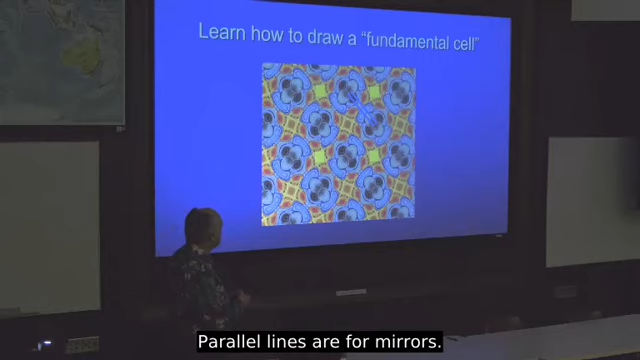 Learn how to draw a “fundamental cell”
Parallel lines are for mirrors.